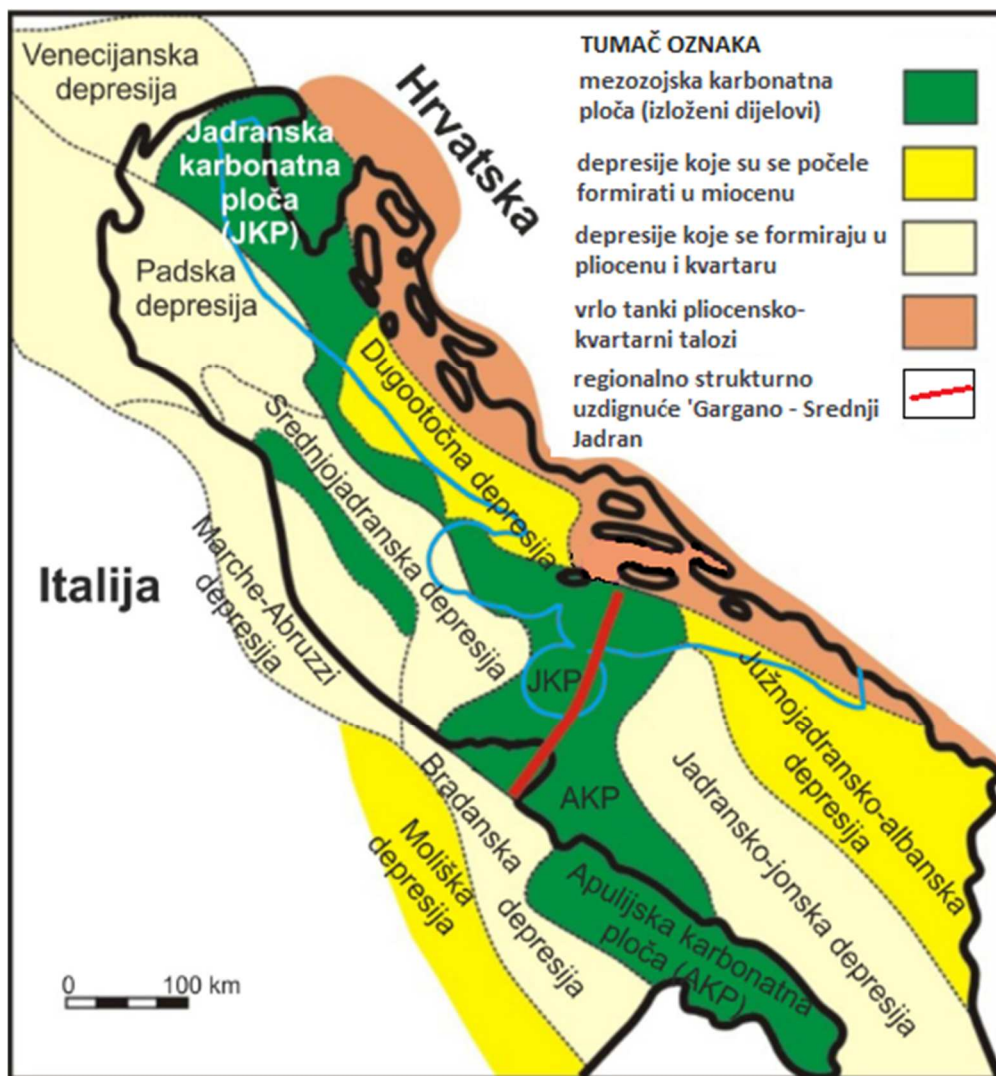 Venecijanska
depresija
Hrvatska
TUMAČ OZNAKA
mezozojska karbonatna
ploča (izloženi dijelovi)
depresije koje su se počele
formirati u miocenu
depresije koje se formiraju u
pliocenu i kvartaru
vrlo tanki pliocensko-
kvartarni talozi
regionalno strukturno
uzdignuće 'Gargano - Srednji
Jadran
Jadranska
karbonatna
ploča
(JKP)
Padska
depresija
Dugootočna depresija
Srednjojadranska depresija
Marche-Abruzzi
depresija
Italija
JKP
AKP
Južnojadransko-albanska
depresija
Jadransko-jonska depresija
Bradanska
depresija
Moliška
depresija
Apulijska karbonatna
ploča (AKP)
0 100 km